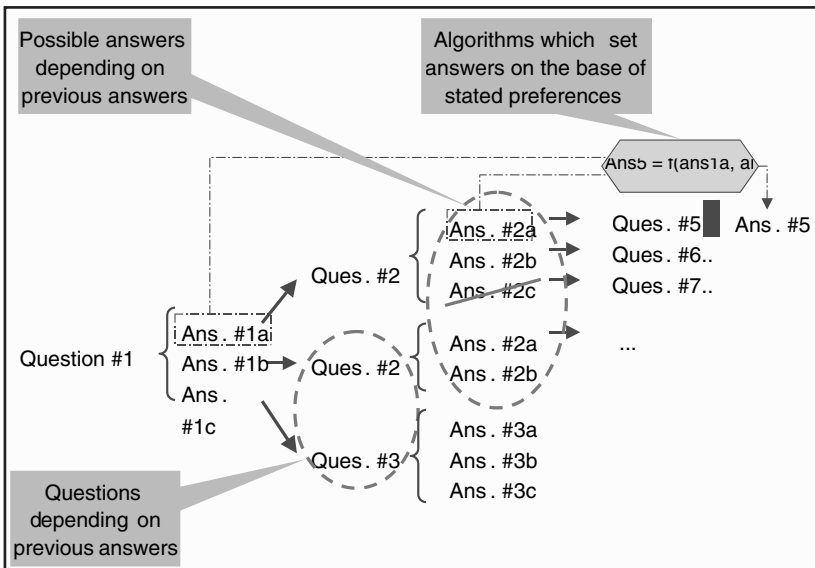 Possible answers
depending on
previous answers
Algorithms which set
answers on the base of
stated preferences
Ans5 = f(ans1a, a
Ans. #2a
Ques. #5
Ans. #5
Ans. #2b
Ques. #6..
Ques. #2
Ans. #2c
Ques. #7..
Ans. #1a
Question #1
Ans. #1b
Ans.
#1c
Ques. #2
Ans. #2a
...
Ans. #2b
Ques. #3
Ans. #3a
Ans. #3b
Ans. #3c
Questions
depending on
previous answers